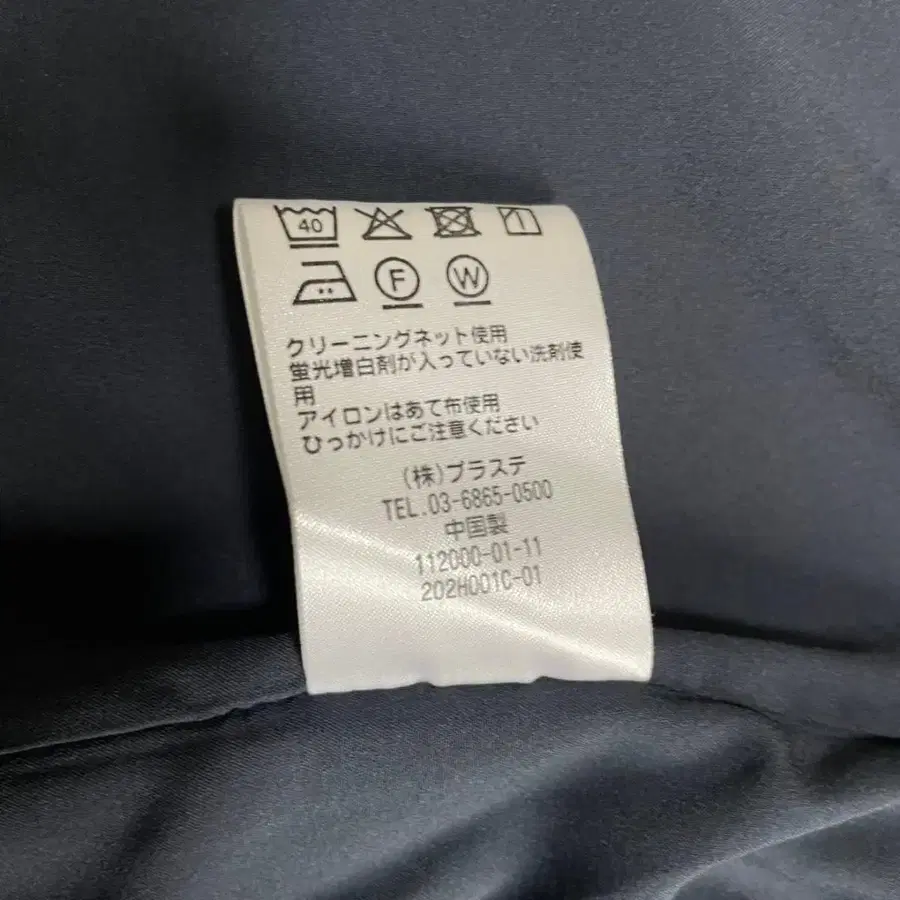 40
F W
クリーニングネット使用
蛍光増白剤が入っていない洗剤使
用
アイロンはあて布使用
ひっかけにご注意ください
(株)プラステ
TEL.03-6865-0500
中国製
112000-01-11
202H001C-01